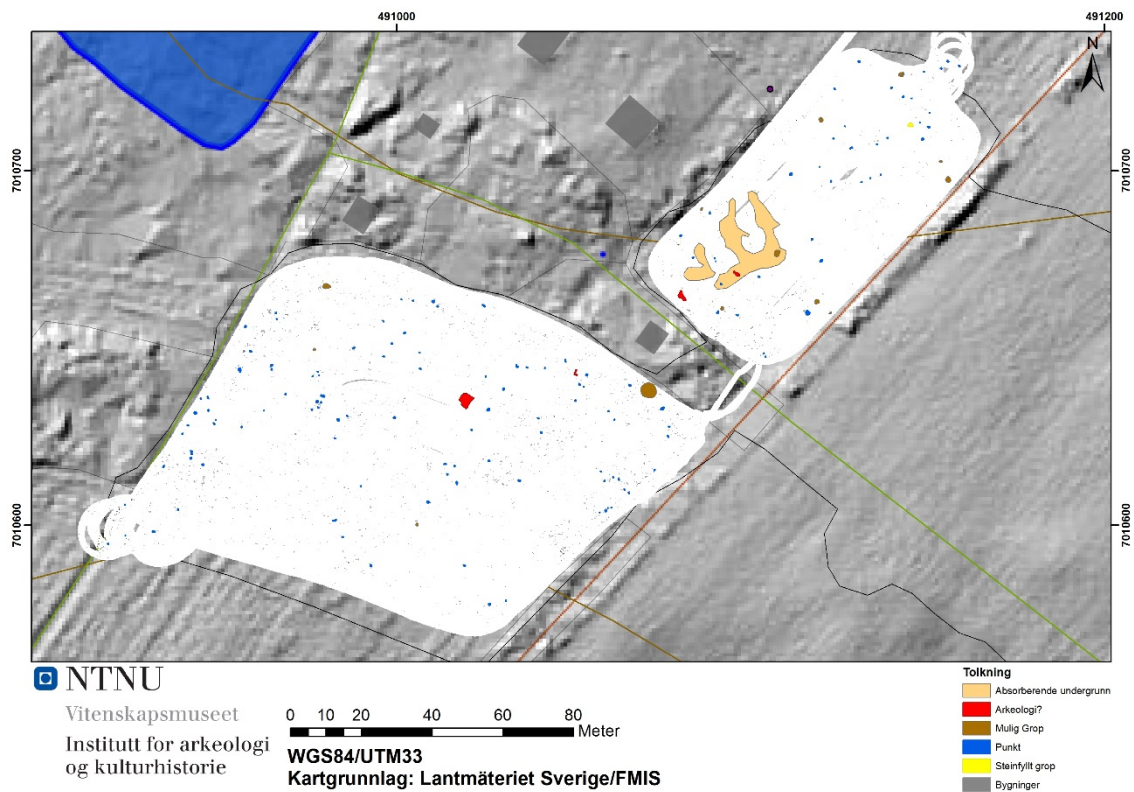 491000
491200
N
7010700
7010700
7010600
7010600
NTNU
Vitenskapsmuseet
Institutt for arkeologi
og kulturhistorie
0 10 20 40 60 80
Meter
WGS84/UTM33
Kartgrunnlag: Lantmäteriet Sverige/FMIS
Tolkning
Absorberende undergrunn
Arkeologi?
Mulig Grop
Punkt
Steinfyllt grop
Bygninger